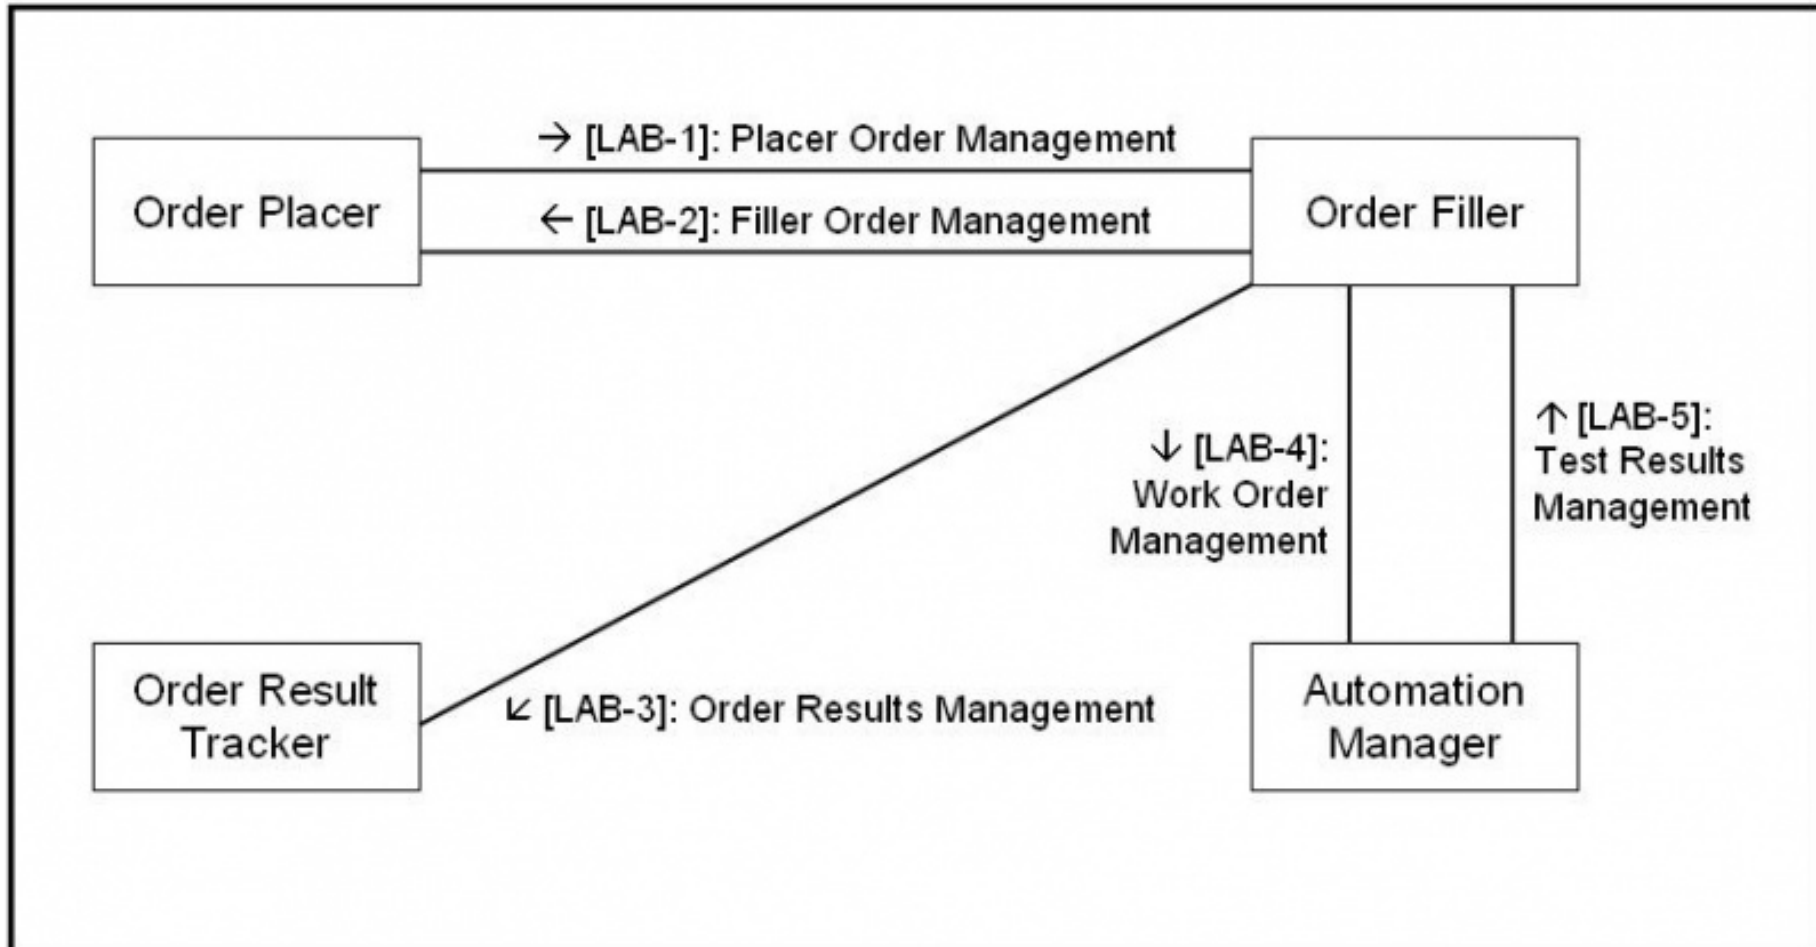 → [LAB-1]: Placer Order Management
Order Placer
← [LAB-2]: Filler Order Management
Order Filler
↓ [LAB-4]:
Work Order
Management
↑ [LAB-5]:
Test Results
Management
Order Result
Tracker
↙ [LAB-3]: Order Results Management
Automation
Manager